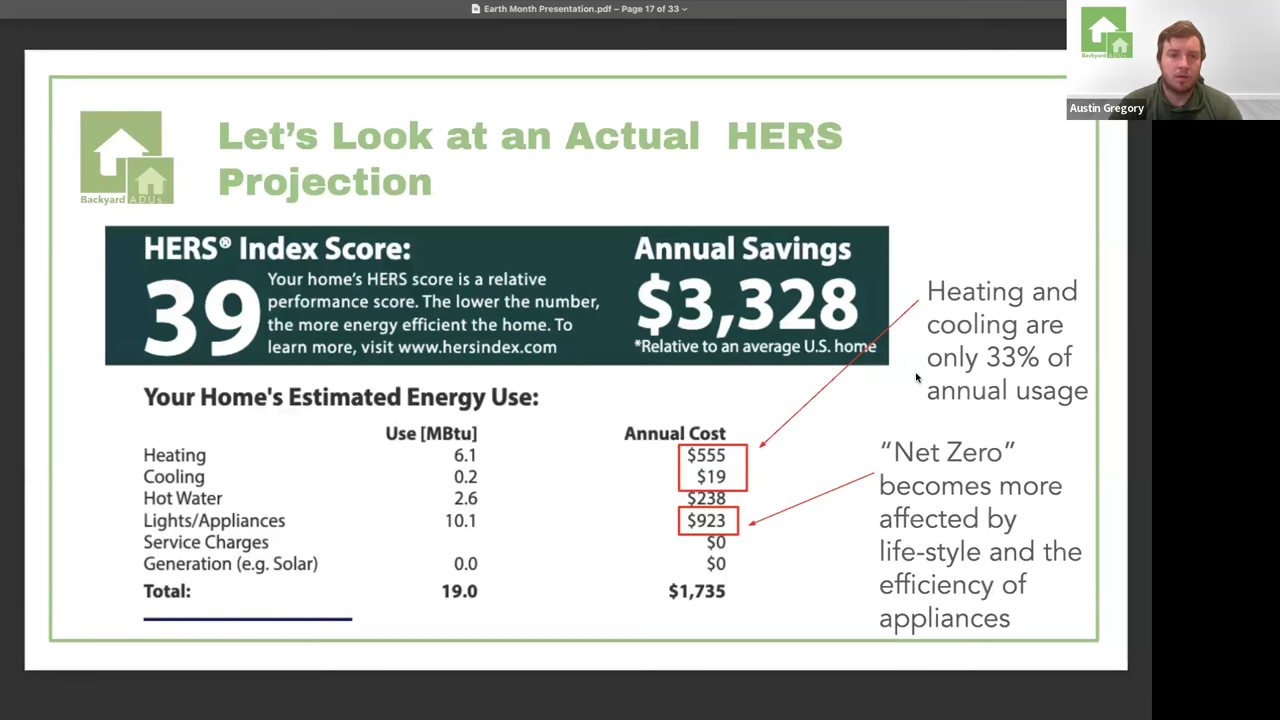 Earth Month Presentation.pdf – Page 17 of 33
Backyard ADUs
Austin Gregory
Backyard ADUs
Let's Look at an Actual HERS
Projection
HERS® Index Score:
39
Your home's HERS score is a relative
performance score. The lower the number,
the more energy efficient the home. To
learn more, visit www.hersindex.com
Annual Savings
$3,328
*Relative to an average U.S. home
Heating and
cooling are
only 33% of
annual usage
Your Home's Estimated Energy Use:
Use [MBtu] Annual Cost
Heating 6.1 $555
Cooling 0.2 $19
Hot Water 2.6 $238
Lights/Appliances 10.1 $923
Service Charges $0
Generation (e.g. Solar) 0.0 $0
Total: 19.0 $1,735
“Net Zero”
becomes more
affected by
life-style and the
efficiency of
appliances